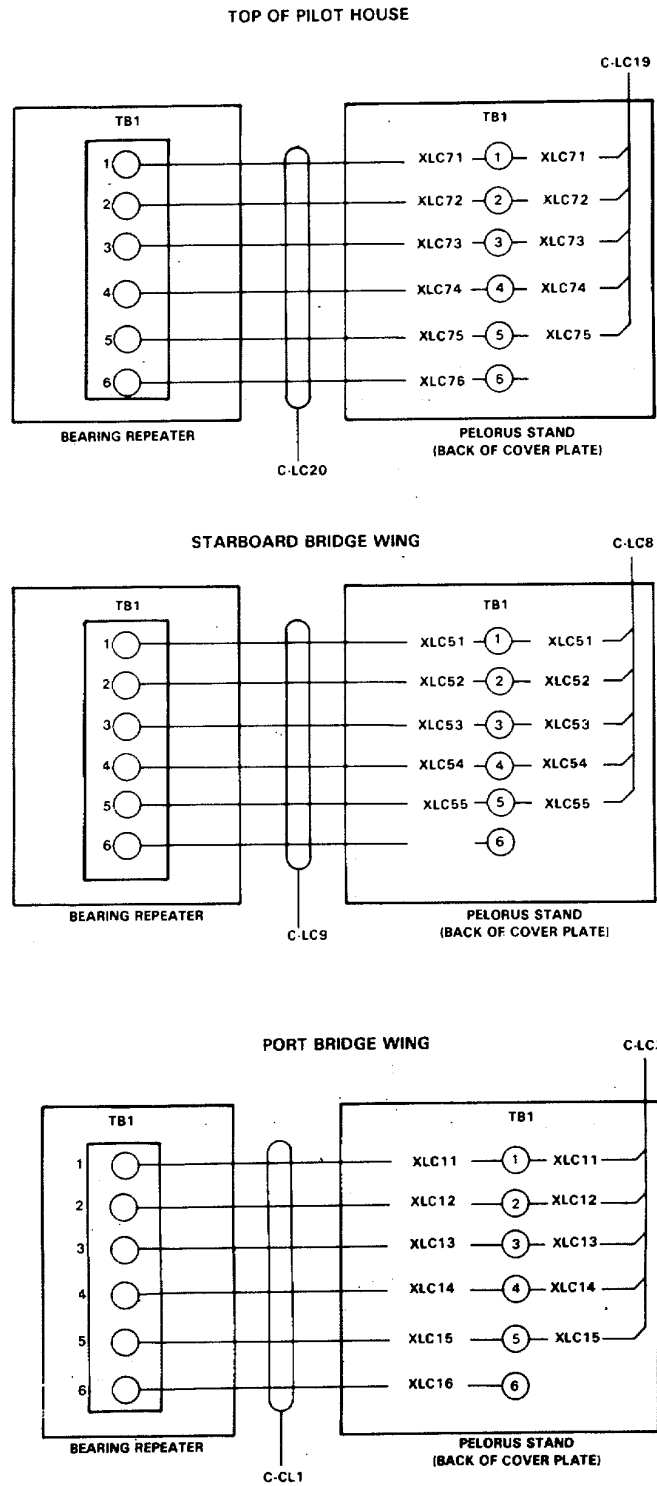 TOP OF PILOT HOUSE
C-LC19
TB1
TB1
1 XLC71 1 XLC71
2 XLC72 2 XLC72
3 XLC73 3 XLC73
4 XLC74 4 XLC74
5 XLC75 5 XLC75
6 XLC76 6
BEARING REPEATER
PELORUS STAND
(BACK OF COVER PLATE)
C-LC20
STARBOARD BRIDGE WING
C-LC8
TB1
TB1
1 XLC51 1 XLC51
2 XLC52 2 XLC52
3 XLC53 3 XLC53
4 XLC54 4 XLC54
5 XLC55 5 XLC55
6 6
BEARING REPEATER
PELORUS STAND
(BACK OF COVER PLATE)
C-LC9
PORT BRIDGE WING
TB1
TB1
1 XLC11 1 XLC11
2 XLC12 2 XLC12
3 XLC13 3 XLC13
4 XLC14 4 XLC14
5 XLC15 5 XLC15
6 XLC16 6
BEARING REPEATER
PELORUS STAND
(BACK OF COVER PLATE)
C-CL1